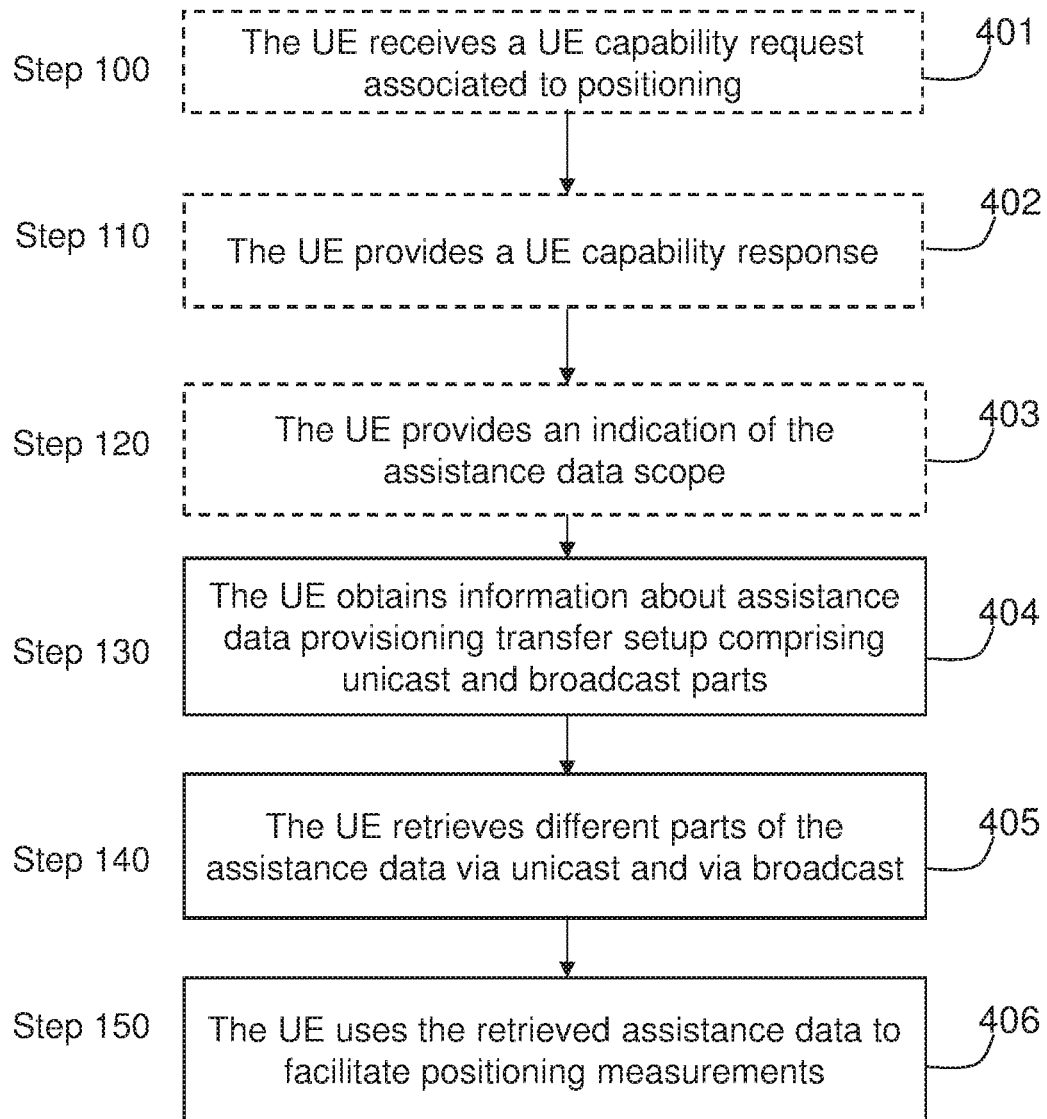 Step 100
The UE receives a UE capability request
associated to positioning
401
Step 110
The UE provides a UE capability response
402
Step 120
The UE provides an indication of the
assistance data scope
403
Step 130
The UE obtains information about assistance
data provisioning transfer setup comprising
unicast and broadcast parts
404
Step 140
The UE retrieves different parts of the
assistance data via unicast and via broadcast
405
Step 150
The UE uses the retrieved assistance data to
facilitate positioning measurements
406